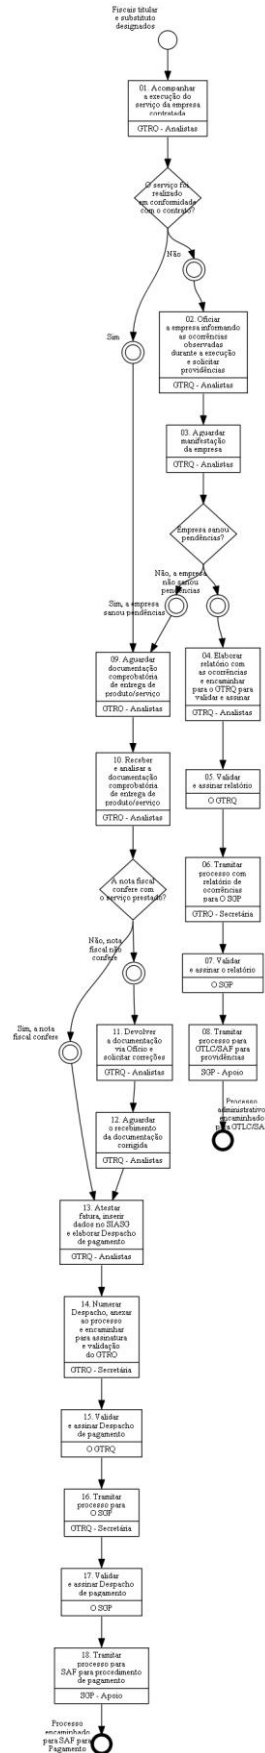 Fiscais titular
e substituto
designados
01. Acompanhar
a execução do
serviço da empresa
contratada
GTRQ - Analistas
O serviço foi
realizado
em conformidade
com o contrato?
Não
Sim
02. Oficiar
a empresa informando
as ocorrências
observadas
durante a execução
e solicitar
providências
GTRQ - Analistas
03. Aguardar
manifestação
da empresa
GTRQ - Analistas
Empresa sanou
pendências?
Não, a empresa
não sanou
pendências
Sim, a empresa
sanou pendências
04. Elaborar
relatório com
as ocorrências
e encaminhar
para o GTRQ para
validar e assinar
GTRQ - Analistas
05. Validar
e assinar relatório
O GTRQ
06. Tramitar
processo com
relatório de
ocorrências
para O SGP
GTRQ - Secretária
07. Validar
e assinar o relatório
O SGP
08. Tramitar
processo para
GTLC/SAF para
providências
SGP - Apoio
Processo
administrativo
encaminhado
para GTLC/SA
09. Aguardar
documentação
comprobatória
de entrega de
produto/serviço
GTRQ - Analistas
10. Receber
e analisar a
documentação
comprobatória
de entrega de
produto/serviço
GTRQ - Analistas
A nota fiscal
confere com
o serviço prestado?
Não, nota
fiscal não
confere
Sim, a nota
fiscal confere
11. Devolver
a documentação
via Ofício e
solicitar correções
GTRQ - Analistas
12. Aguardar
o recebimento
da documentação
corrigida
GTRQ - Analistas
13. Atestar
fatura, inserir
dados no SIASG
e elaborar Despacho
de pagamento
GTRQ - Analistas
14. Numerar
Despacho, anexar
ao processo
e encaminhar
para assinatura
e validação
do GTRQ
GTRQ - Secretária
15. Validar
e assinar Despacho
de pagamento
O GTRQ
16. Tramitar
processo para
O SGP
GTRQ - Secretária
17. Validar
e assinar Despacho
de pagamento
O SGP
18. Tramitar
processo para
SAF para procedimento
de pagamento
SGP - Apoio
Processo
encaminhado
para SAF para
Pagamento